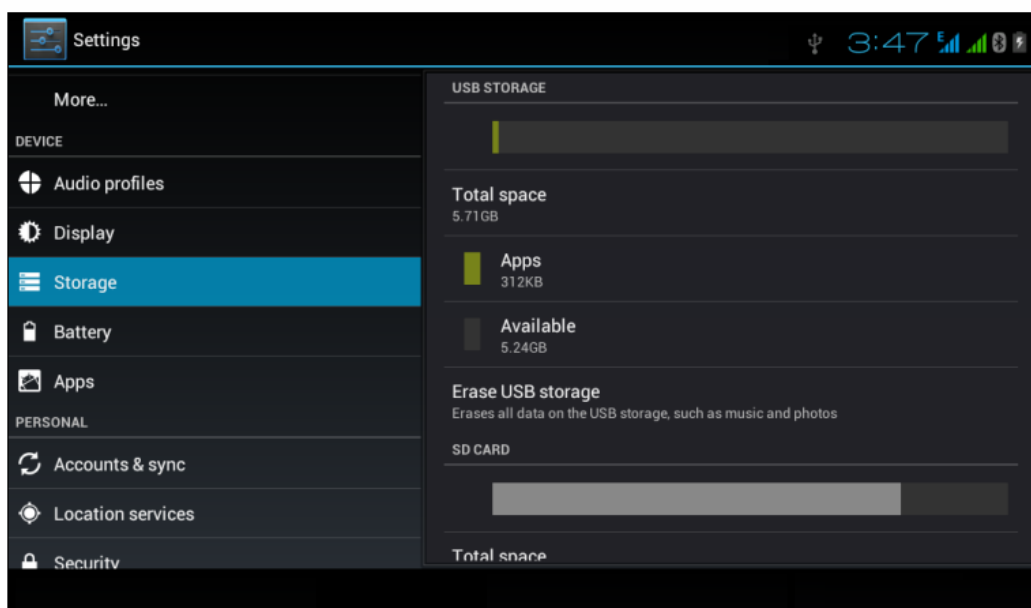 Settings
3:47
E
More...
DEVICE
Audio profiles
Display
Storage
Battery
Apps
PERSONAL
Accounts & sync
Location services
Security
USB STORAGE
Total space
5.71GB
Apps
312KB
Available
5.24GB
Erase USB storage
Erases all data on the USB storage, such as music and photos
SD CARD
Total space